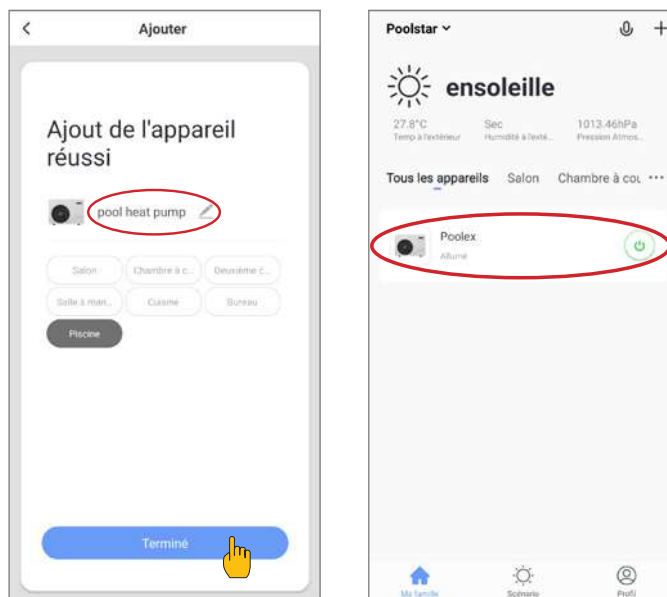 Ajouter
Ajout de l'appareil
réussi
pool heat pump
Salon
Chambre à c...
Deuxième c...
Salle à man...
Cuisine
Bureau
Piscine
Terminé
Poolstar
ensoleille
27.8°C
Sec
1013.46hPa
Temp à l'extérieur
Humidité à l'exté...
Pression Atmos...
Tous les appareils
Salon
Chambre à cou
Poolex
Allumé
Ma famille
Scénario
Profil